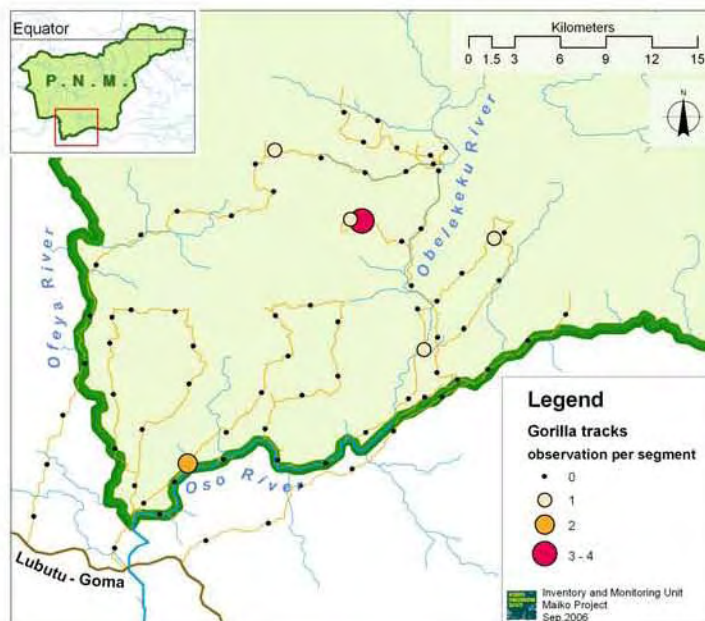 Equator
P . N . M .
Kilometers
0 1.5 3 6 9 12 15
N
Ofeya River
Obelekeku River
Oso River
Lubutu - Goma
Legend
Gorilla tracks
observation per segment
0
1
2
3 - 4
Inventory and Monitoring Unit
Maiko Project
Sep.2006